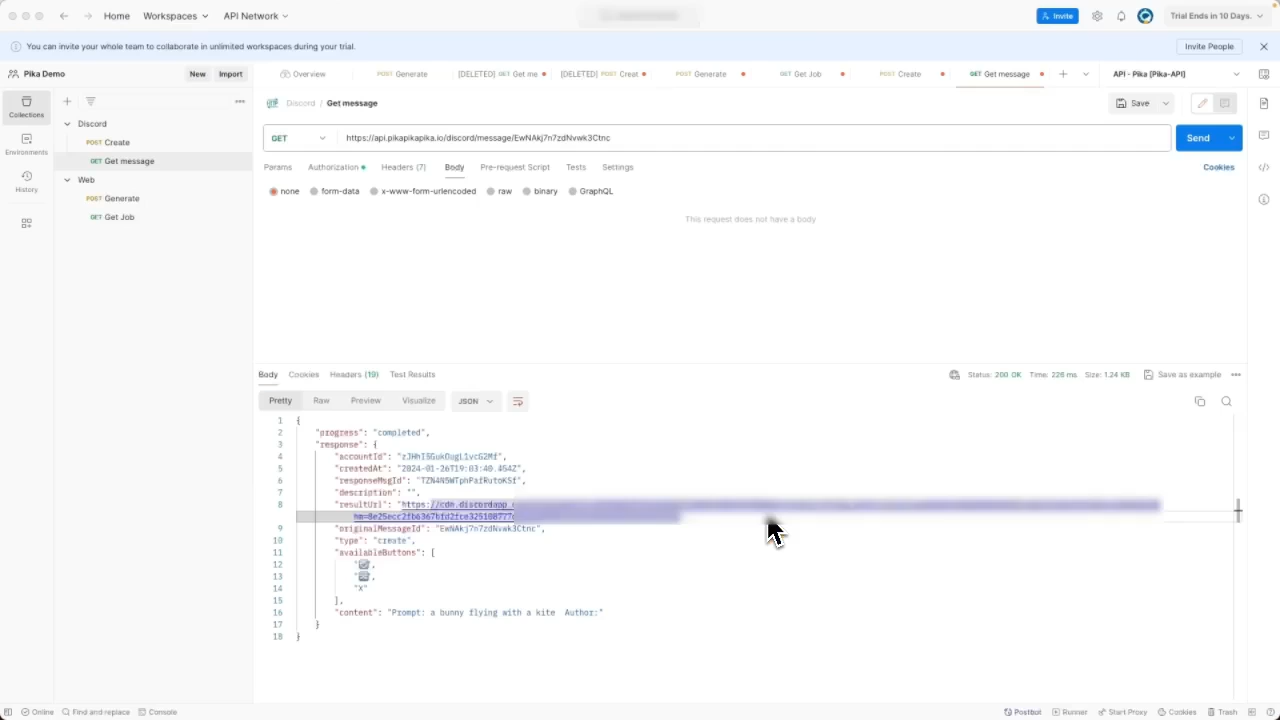 Home Workspaces API Network Invite Trial Ends in 10 Days.
You can invite your whole team to collaborate in unlimited workspaces during your trial. Invite People
Pika Demo New Import Overview POST Generate [DELETED] GET Get me [DELETED] POST Creat POST Generate GET Get Job POST Create GET Get message API - Pika [Pika-API]
Collections
Environments
History
Discord
POST Create
GET Get message
Web
POST Generate
GET Get Job
Discord / Get message Save
GET https://api.pikapikapika.io/discord/message/EwNAkj7n7zdNvwk3Ctnc Send
Params Authorization Headers (7) Body Pre-request Script Tests Settings Cookies
none form-data x-www-form-urlencoded raw binary GraphQL
This request does not have a body
Body Cookies Headers (19) Test Results Status: 200 OK Time: 226 ms Size: 1.24 KB Save as example
Pretty Raw Preview Visualize JSON
1 {
2 "progress": "completed",
3 "response": {
4 "accountId":
5 "createdAt": "2024-01-26T19:03:40.454Z",
6 "responseMsgId": "TZN4N5WTphPafRutoKSf",
7 "description": "",
8 "resultUrl": "https://cdn.discordapp
9 "originalMessageId": "EwNAkj7n7zdNvwk3Ctnc",
10 "type": "create",
11 "availableButtons": [
12
13
14 "X"
15 ],
16 "content": "Prompt: a bunny flying with a kite Author:"
17 }
18 }
Online Find and replace Console Postbot Runner Start Proxy Cookies Trash